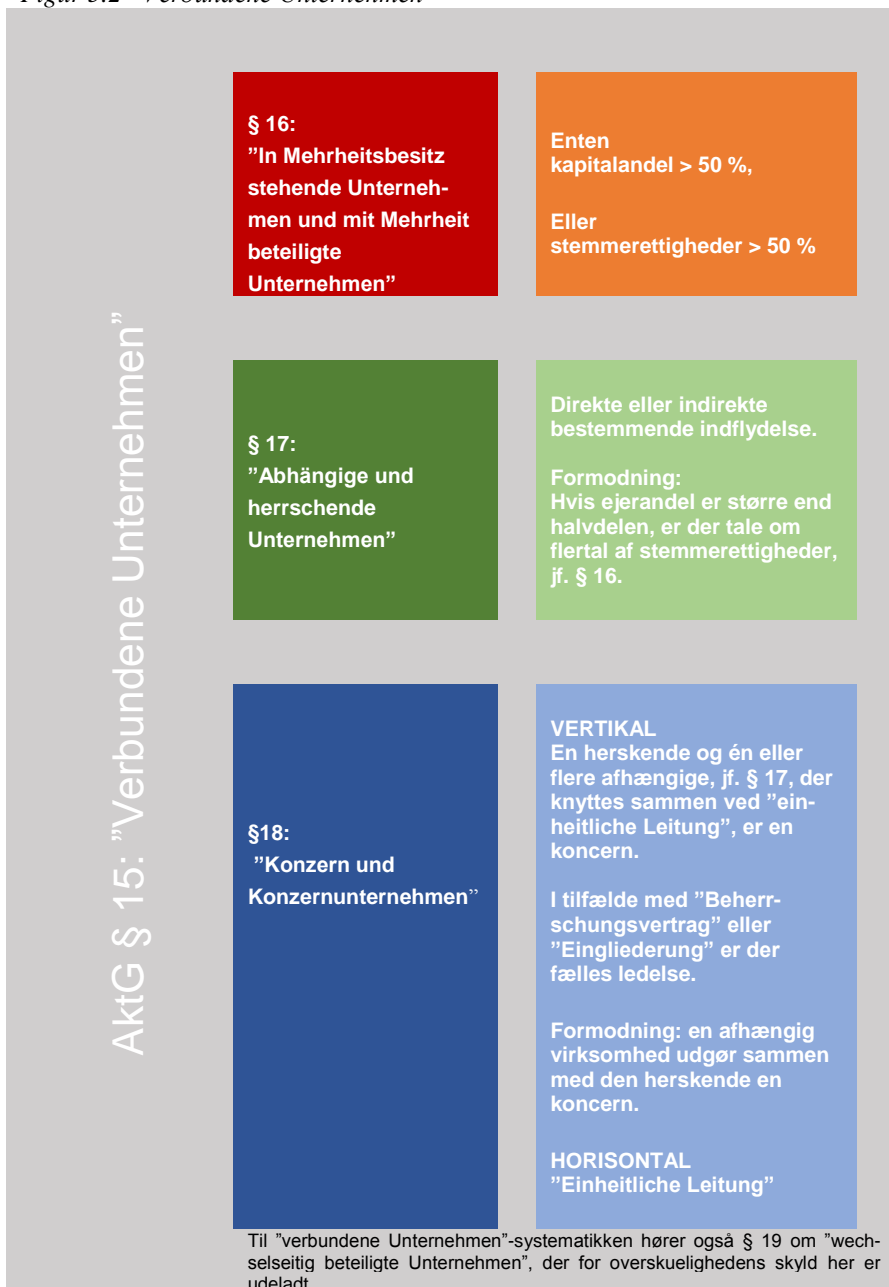 Figur 3.2 "Verbundene Unternehmen"
AktG § 15: ”Verbundene Unternehmen”
§ 16:
”In Mehrheitsbesitz
stehende Unterneh-
men und mit Mehrheit
beteiligte
Unternehmen”
Enten
kapitalandel > 50 %,
Eller
stemmerettigheder > 50 %
§ 17:
”Abhängige und
herrschende
Unternehmen”
Direkte eller indirekte
bestemmende indflydelse.
Formodning:
Hvis ejerandel er større end
halvdelen, er der tale om
flertal af stemmerettigheder,
jf. § 16.
§18:
”Konzern und
Konzernunternehmen”
VERTIKAL
En herskende og én eller
flere afhængige, jf. § 17, der
knyttes sammen ved ”ein-
heitliche Leitung”, er en
koncern.
I tilfælde med ”Beherr-
schungsvertrag” eller
”Eingliederung” er der
fælles ledelse.
Formodning: en afhængig
virksomhed udgør sammen
med den herskende en
koncern.
HORISONTAL
”Einheitliche Leitung”
Til ”verbundene Unternehmen”-systematikken hører også § 19 om ”wech-
selseitig beteiligte Unternehmen”, der for overskuelighedens skyld her er
udeladt